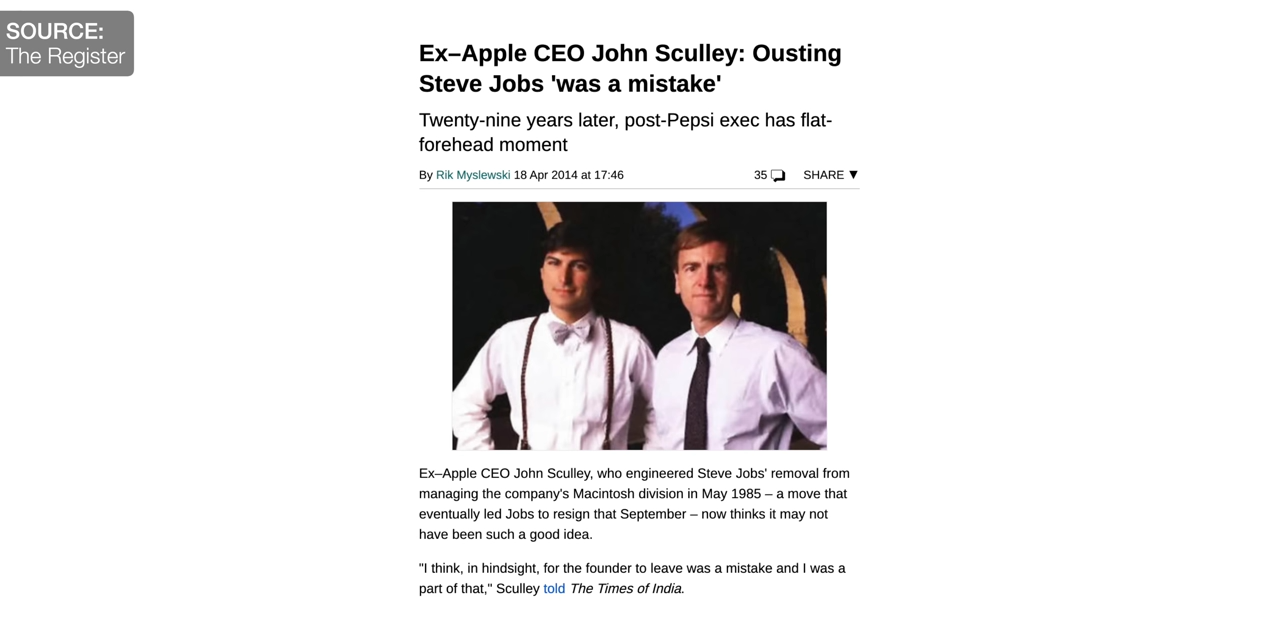 SOURCE:
The Register
Ex–Apple CEO John Sculley: Ousting
Steve Jobs 'was a mistake'
Twenty-nine years later, post-Pepsi exec has flat-
forehead moment
By Rik Myslewski 18 Apr 2014 at 17:46
35
SHARE ▼
Ex–Apple CEO John Sculley, who engineered Steve Jobs' removal from
managing the company's Macintosh division in May 1985 – a move that
eventually led Jobs to resign that September – now thinks it may not
have been such a good idea.
"I think, in hindsight, for the founder to leave was a mistake and I was a
part of that," Sculley told The Times of India.